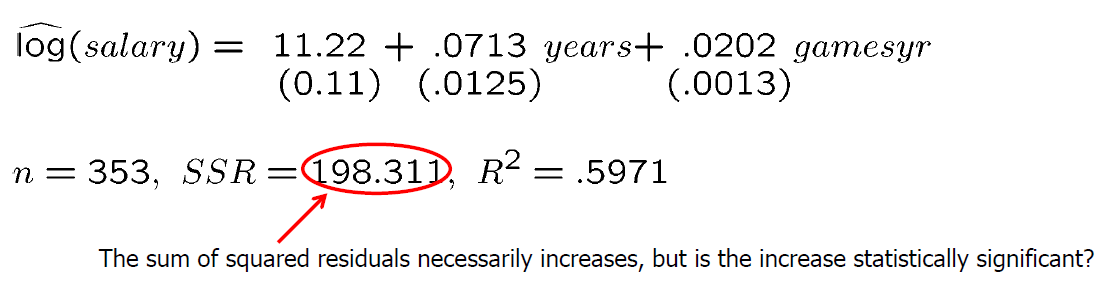 log(salary) = 11.22 + .0713 years+ .0202 gamesyr
(0.11) (.0125) (.0013)
n = 353, SSR = 198.311, R² = .5971
The sum of squared residuals necessarily increases, but is the increase statistically significant?